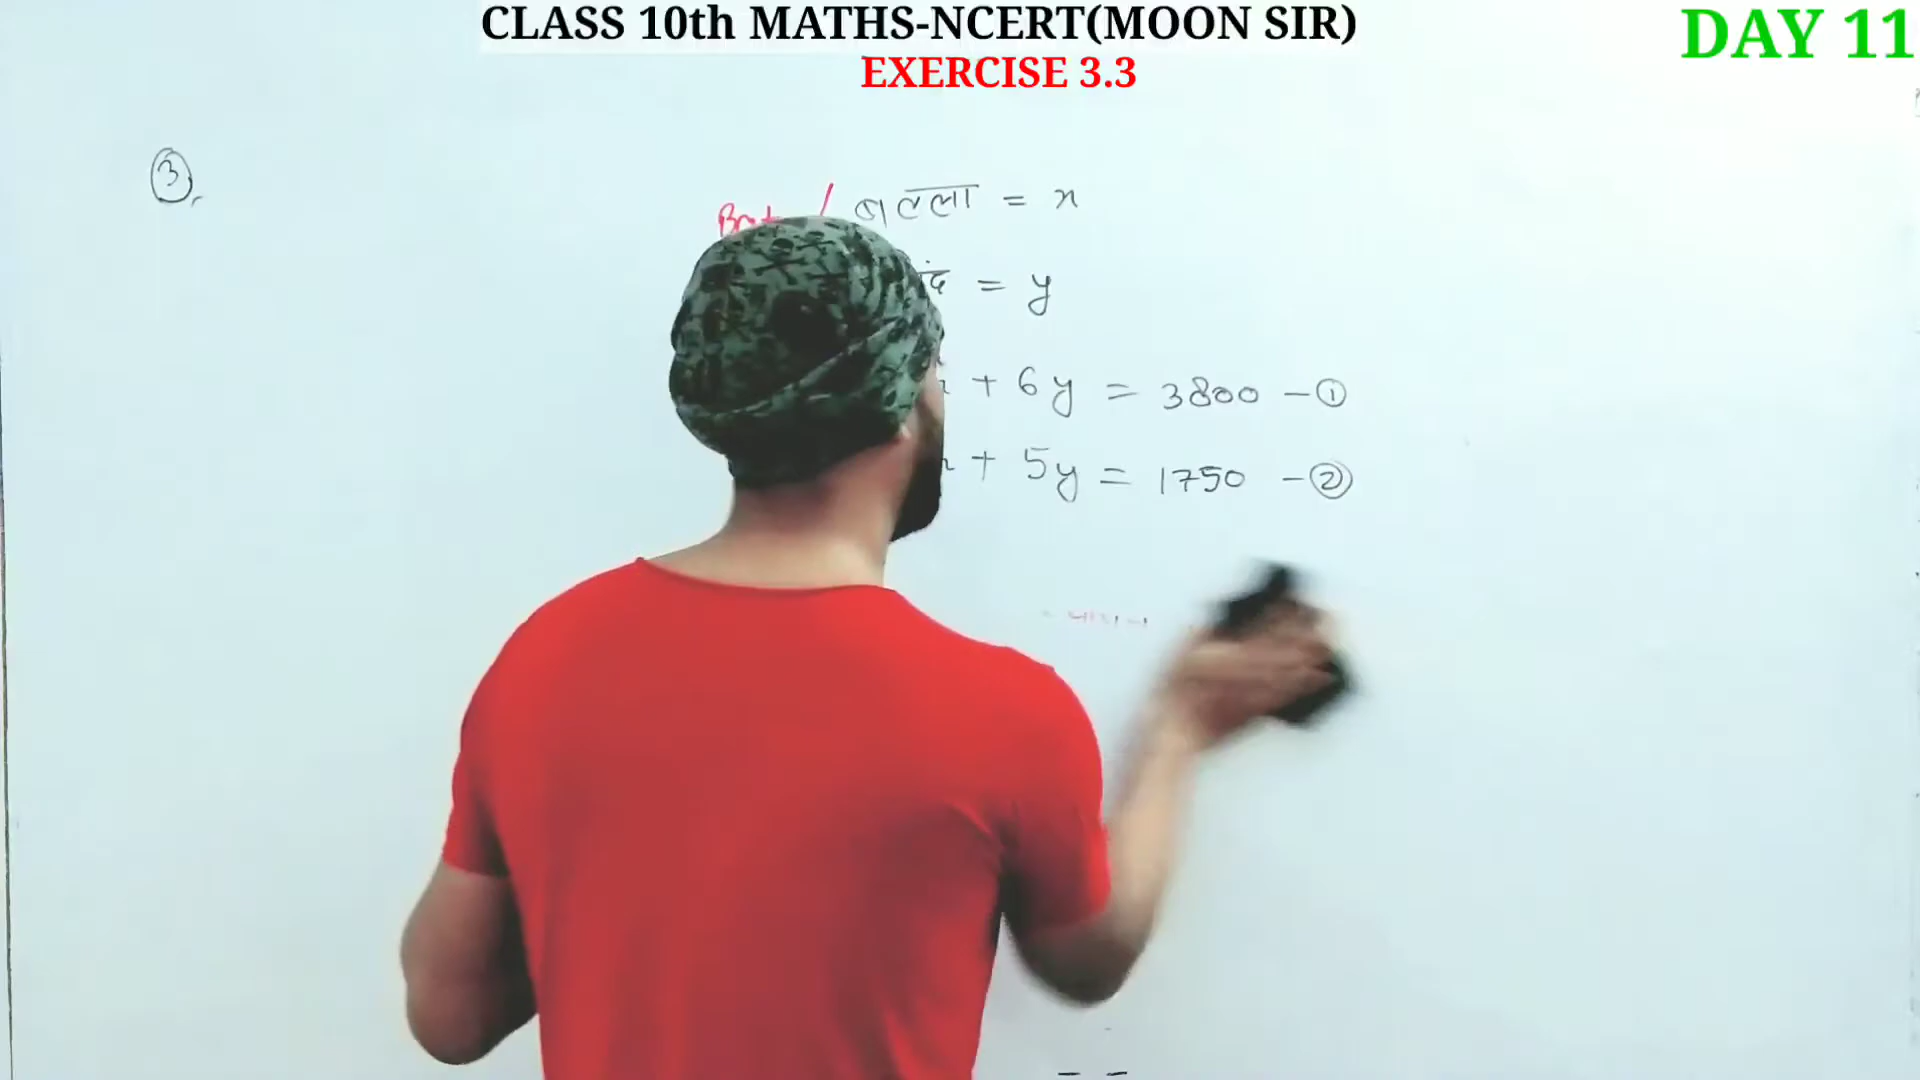 CLASS 10th MATHS-NCERT(MOON SIR)
DAY 11
EXERCISE 3.3
3.
Bat / बल्ला = x
= y
+ 6y = 3800 - 1
+ 5y = 1750 - 2